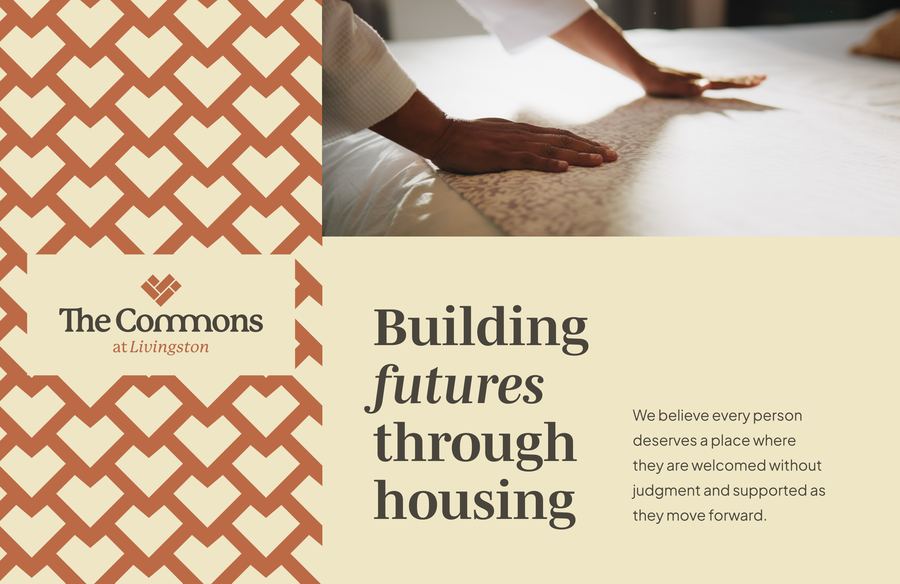 The Commons
at Livingston
Building
futures
through
housing
We believe every person
deserves a place where
they are welcomed without
judgment and supported as
they move forward.